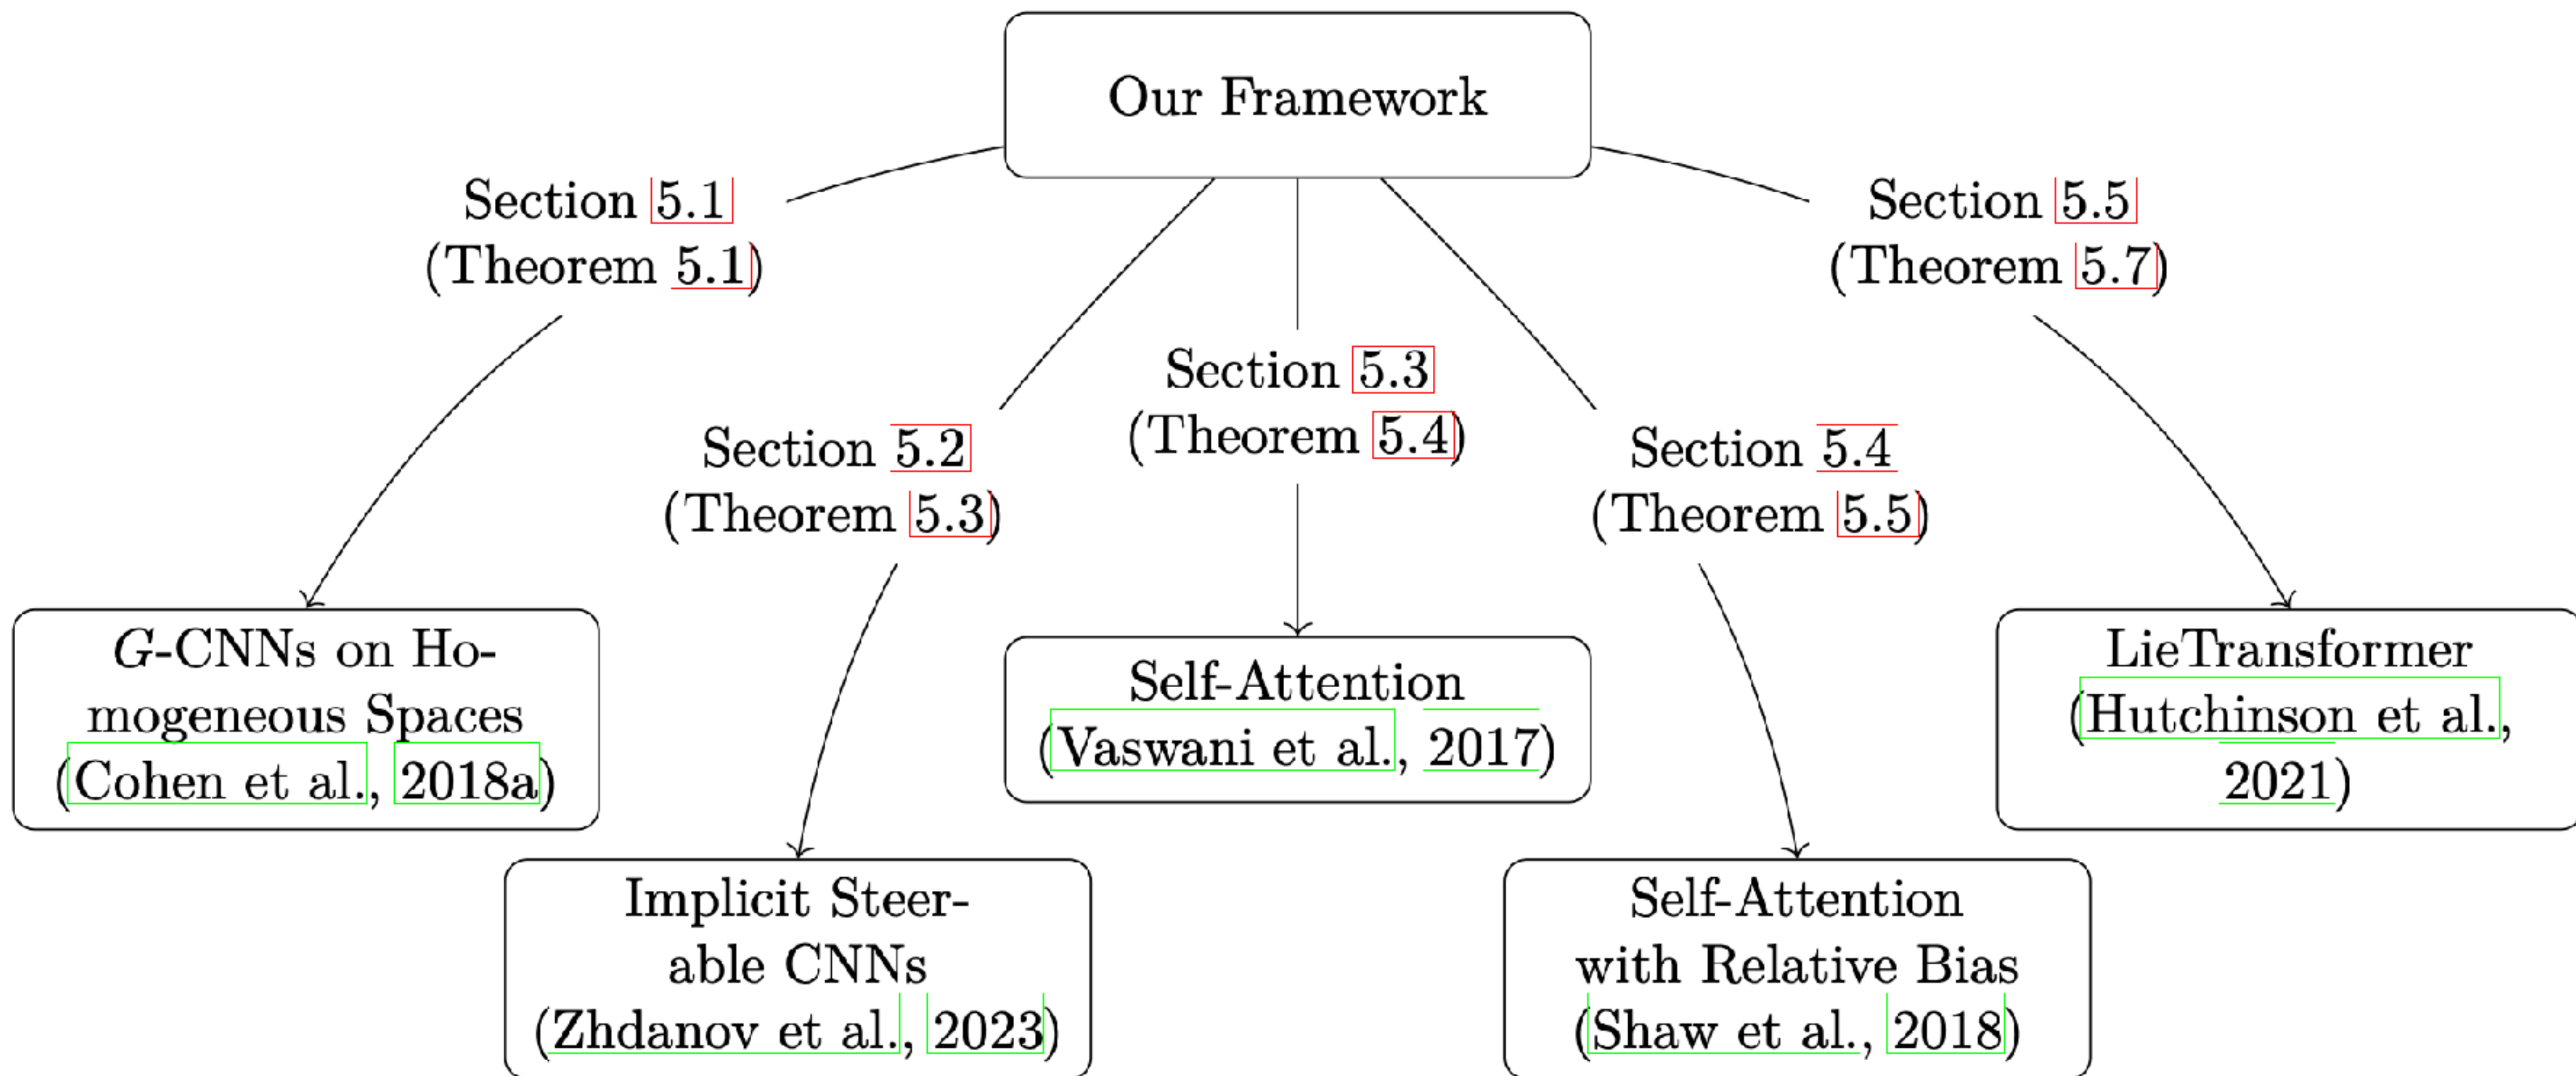 Our Framework
Section 5.1
(Theorem 5.1)
Section 5.5
(Theorem 5.7)
Section 5.3
(Theorem 5.4)
Section 5.2
(Theorem 5.3)
Section 5.4
(Theorem 5.5)
G-CNNs on Ho-
mogeneous Spaces
(Cohen et al., 2018a)
Self-Attention
(Vaswani et al., 2017)
LieTransformer
(Hutchinson et al.,
2021)
Implicit Steer-
able CNNs
(Zhdanov et al., 2023)
Self-Attention
with Relative Bias
(Shaw et al., 2018)